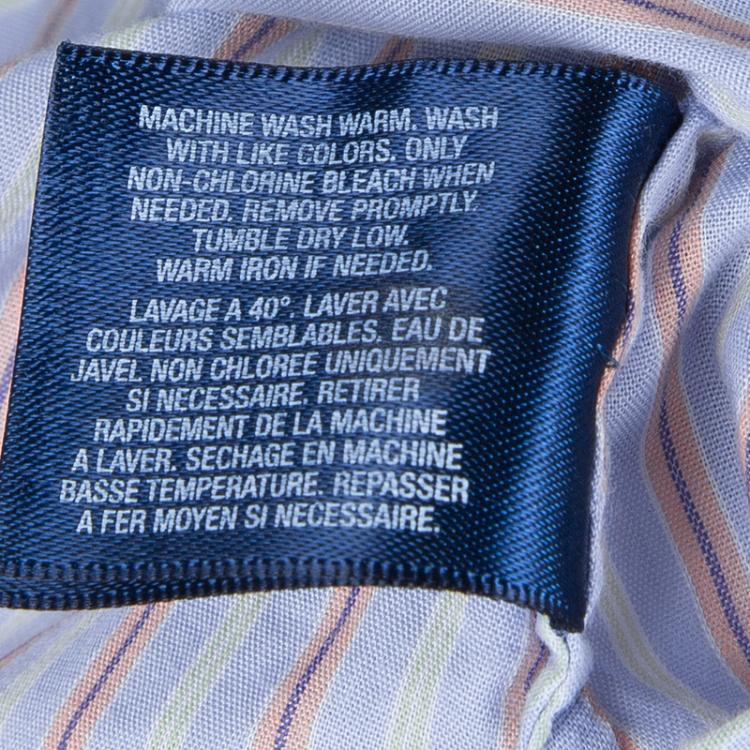 MACHINE WASH WARM. WASH
WITH LIKE COLORS. ONLY
NON-CHLORINE BLEACH WHEN
NEEDED. REMOVE PROMPTLY.
TUMBLE DRY LOW.
WARM IRON IF NEEDED.
LAVAGE A 40°. LAVER AVEC
COULEURS SEMBLABLES. EAU DE
JAVEL NON CHLOREE UNIQUEMENT
SI NECESSAIRE. RETIRER
RAPIDEMENT DE LA MACHINE
A LAVER. SECHAGE EN MACHINE
BASSE TEMPERATURE. REPASSER
A FER MOYEN SI NECESSAIRE.